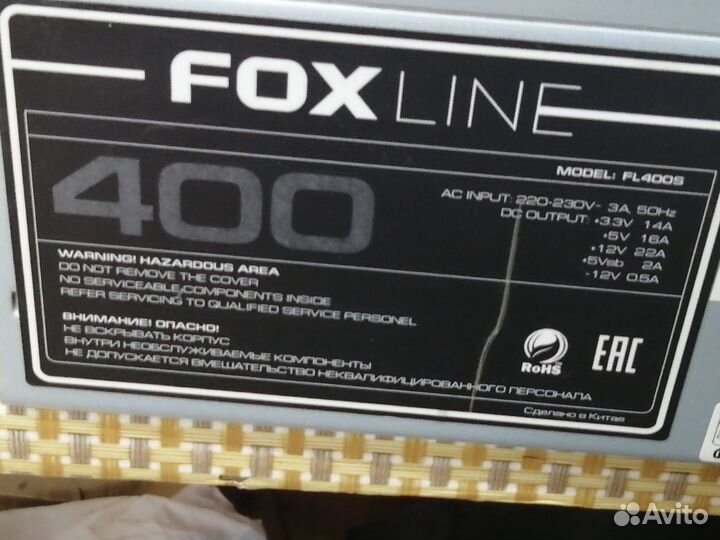 FOXLINE
400
MODEL: FL400S
AC INPUT: 220-230V~ 3A, 50Hz
DC OUTPUT: +3.3V 14A
+5V 16A
+12V 22A
+5Vsb 2A
-12V 0.5A
WARNING! HAZARDOUS AREA
DO NOT REMOVE THE COVER
NO SERVICEABLE COMPONENTS INSIDE
REFER SERVICING TO QUALIFIED SERVICE PERSONEL
ВНИМАНИЕ! ОПАСНО!
НЕ ВСКРЫВАТЬ КОРПУС
ВНУТРИ НЕОБСЛУЖИВАЕМЫЕ КОМПОНЕНТЫ
НЕ ДОПУСКАЕТСЯ ВМЕШАТЕЛЬСТВО НЕКВАЛИФИЦИРОВАННОГО ПЕРСОНАЛА
RoHS
EAC
Сделано в Китае
Avito